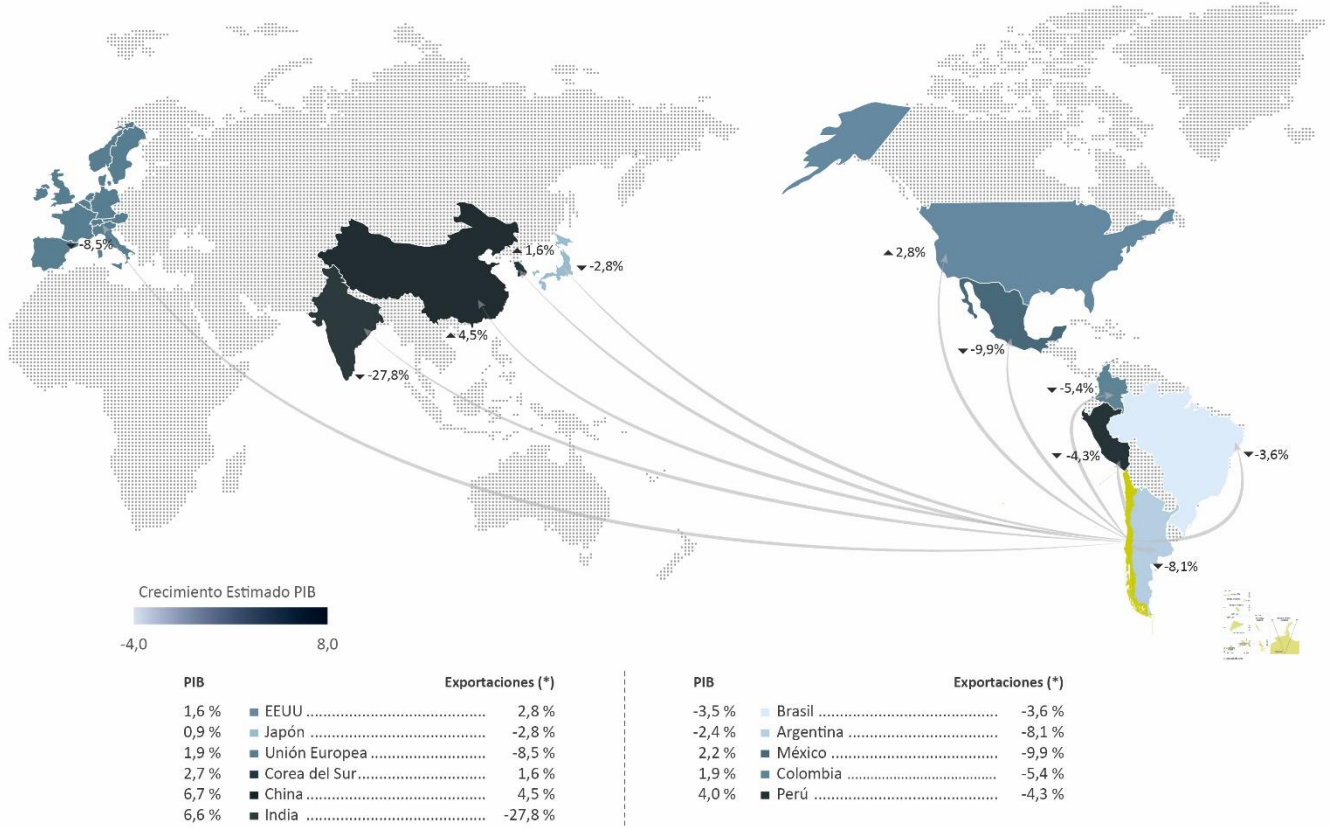 -8,5%
1,6%
-2,8%
4,5%
-27,8%
2,8%
-9,9%
-5,4%
-4,3%
-3,6%
-8,1%
Crecimiento Estimado PIB
-4,0 8,0
PIB Exportaciones (*)
1,6 % EEUU ........................................ 2,8 %
0,9 % Japón ....................................... -2,8 %
1,9 % Unión Europea ........................... -8,5 %
2,7 % Corea del Sur............................. 1,6 %
6,7 % China ....................................... 4,5 %
6,6 % India ........................................ -27,8 %
PIB Exportaciones (*)
-3,5 % Brasil ........................................ -3,6 %
-2,4 % Argentina .................................. -8,1 %
2,2 % México ...................................... -9,9 %
1,9 % Colombia ................................... -5,4 %
4,0 % Perú ......................................... -4,3 %